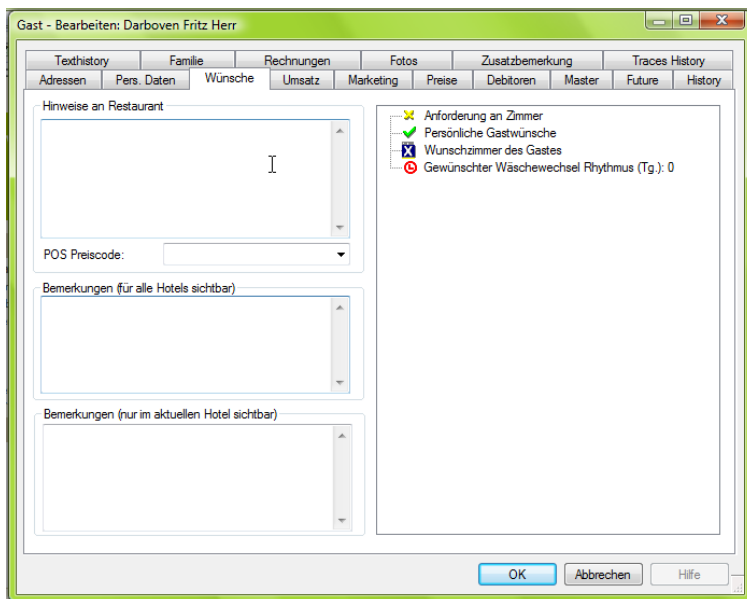 Gast - Bearbeiten: Darboven Fritz Herr
Texthistory Familie Rechnungen Fotos Zusatzbemerkung Traces History
Adressen Pers. Daten Wünsche Umsatz Marketing Preise Debitoren Master Future History
Hinweise an Restaurant
POS Preiscode:
Bemerkungen (für alle Hotels sichtbar)
Bemerkungen (nur im aktuellen Hotel sichtbar)
Anforderung an Zimmer
Persönliche Gastwünsche
Wunschzimmer des Gastes
Gewünschter Wäschewechsel Rhythmus (Tg.): 0
OK Abbrechen Hilfe